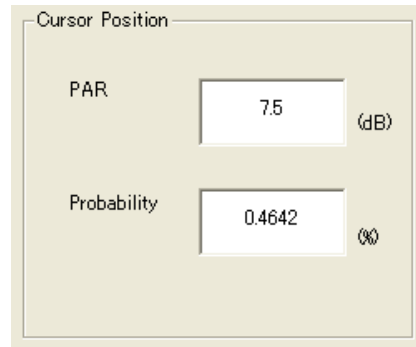 Cursor Position
PAR
7.5
(dB)
Probability
0.4642
(%)